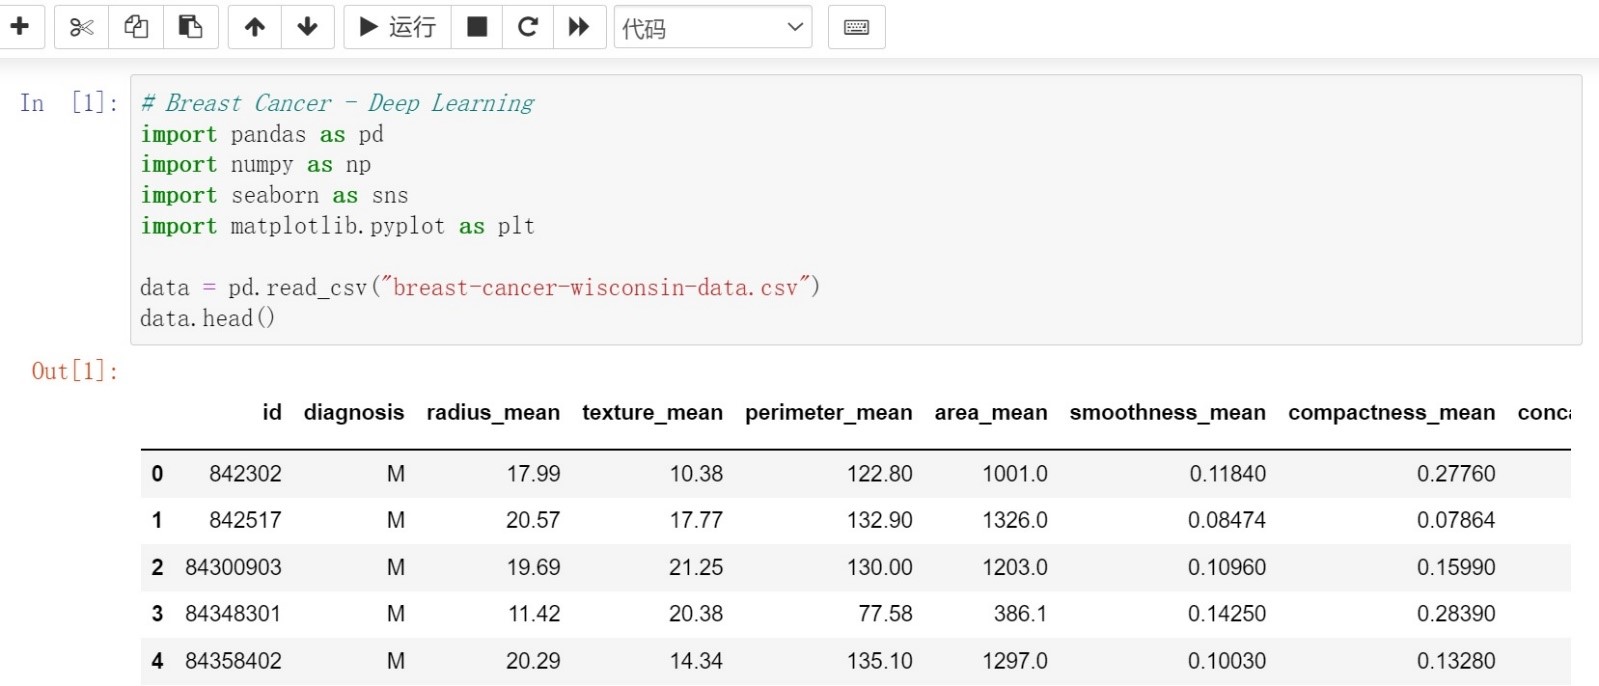 运行 代码
In [1]: # Breast Cancer - Deep Learning
import pandas as pd
import numpy as np
import seaborn as sns
import matplotlib.pyplot as plt
data = pd.read_csv("breast-cancer-wisconsin-data.csv")
data.head()
Out[1]:
id diagnosis radius_mean texture_mean perimeter_mean area_mean smoothness_mean compactness_mean
0 842302 M 17.99 10.38 122.80 1001.0 0.11840 0.27760
1 842517 M 20.57 17.77 132.90 1326.0 0.08474 0.07864
2 84300903 M 19.69 21.25 130.00 1203.0 0.10960 0.15990
3 84348301 M 11.42 20.38 77.58 386.1 0.14250 0.28390
4 84358402 M 20.29 14.34 135.10 1297.0 0.10030 0.13280